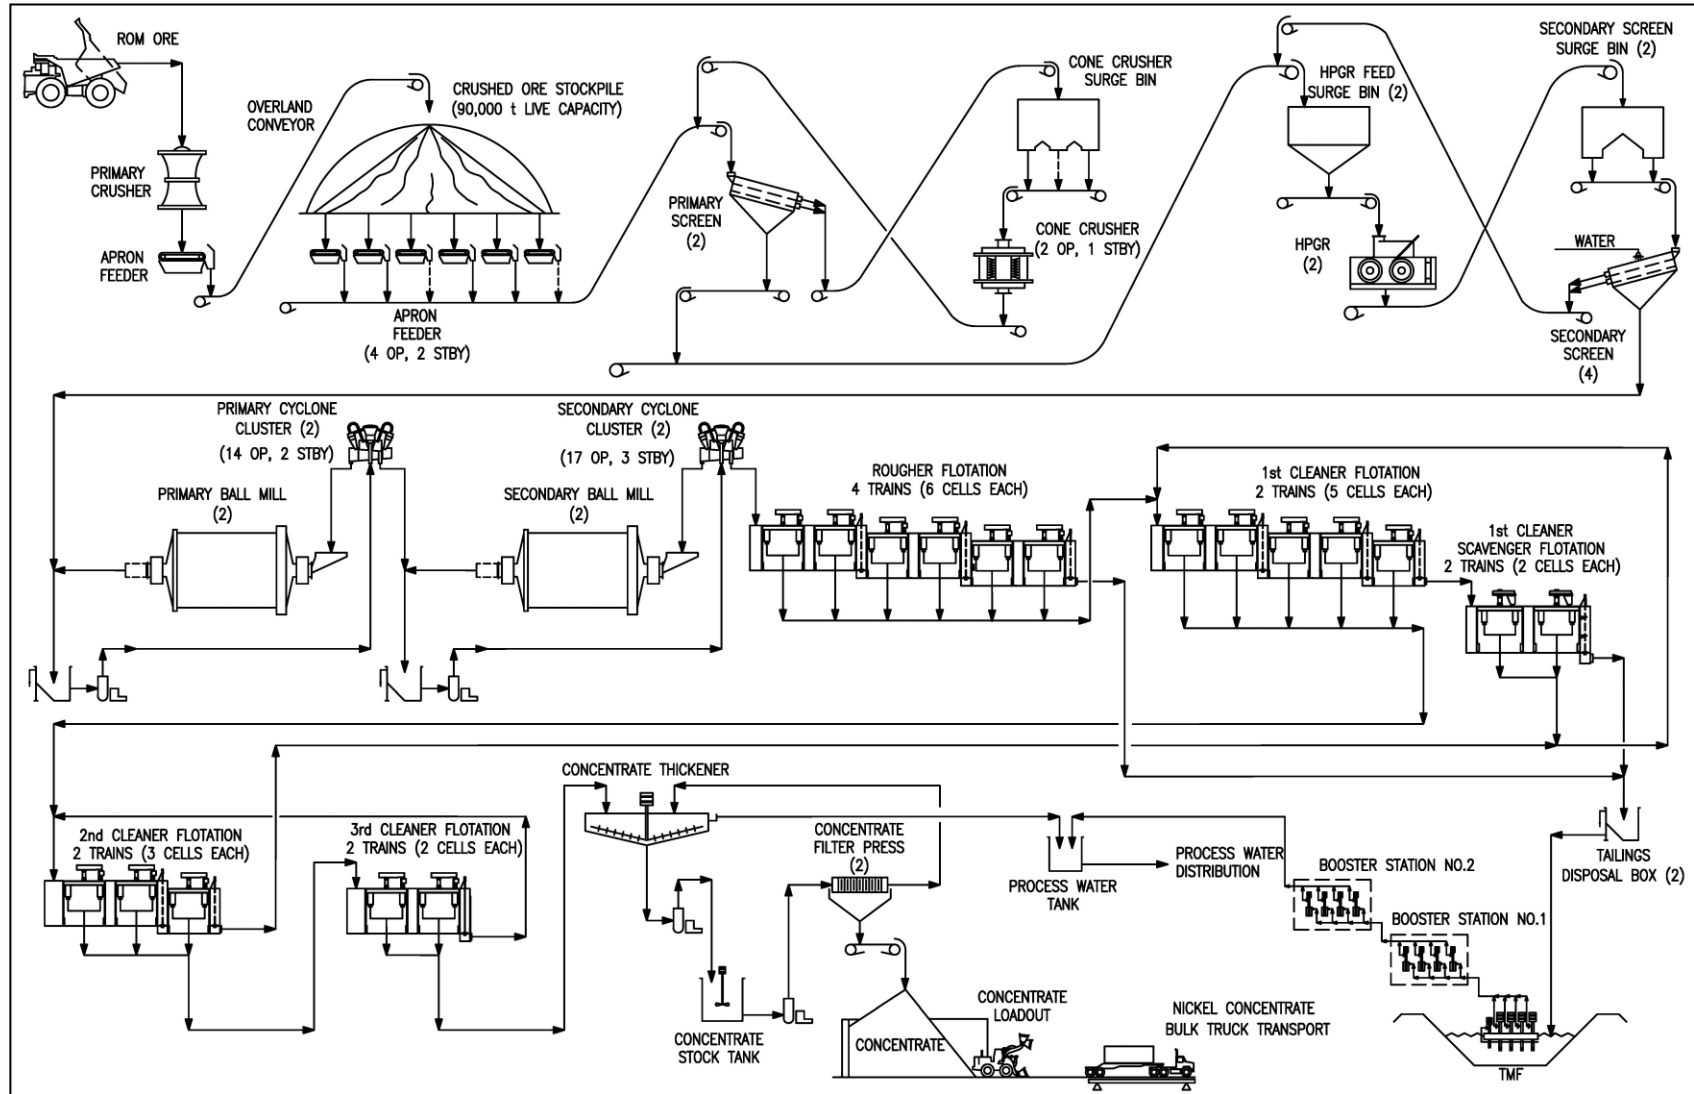 ROM ORE
PRIMARY
CRUSHER
APRON
FEEDER
OVERLAND
CONVEYOR
CRUSHED ORE STOCKPILE
(90,000 t LIVE CAPACITY)
APRON
FEEDER
(4 OP, 2 STBY)
PRIMARY
SCREEN
(2)
CONE CRUSHER
SURGE BIN
CONE CRUSHER
(2 OP, 1 STBY)
HPGR FEED
SURGE BIN (2)
HPGR
(2)
SECONDARY SCREEN
SURGE BIN (2)
WATER
SECONDARY
SCREEN
(4)
PRIMARY CYCLONE
CLUSTER (2)
(14 OP, 2 STBY)
PRIMARY BALL MILL
(2)
SECONDARY CYCLONE
CLUSTER (2)
(17 OP, 3 STBY)
SECONDARY BALL MILL
(2)
ROUGHER FLOTATION
4 TRAINS (6 CELLS EACH)
1st CLEANER FLOTATION
2 TRAINS (5 CELLS EACH)
1st CLEANER
SCAVENGER FLOTATION
2 TRAINS (2 CELLS EACH)
2nd CLEANER FLOTATION
2 TRAINS (3 CELLS EACH)
3rd CLEANER FLOTATION
2 TRAINS (2 CELLS EACH)
CONCENTRATE THICKENER
CONCENTRATE
STOCK TANK
CONCENTRATE
FILTER PRESS
(2)
PROCESS WATER
TANK
PROCESS WATER
DISTRIBUTION
BOOSTER STATION NO.2
BOOSTER STATION NO.1
TAILINGS
DISPOSAL BOX (2)
CONCENTRATE
CONCENTRATE
LOADOUT
NICKEL CONCENTRATE
BULK TRUCK TRANSPORT
TMF